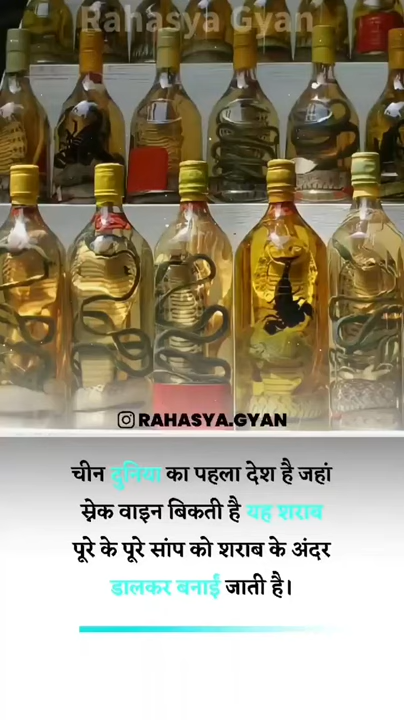 Rahasya Gyan
RAHASYA.GYAN
चीन दुनिया का पहला देश है जहां
स्नेक वाइन बिकती है यह शराब
पूरे के पूरे सांप को शराब के अंदर
डालकर बनाई जाती है।